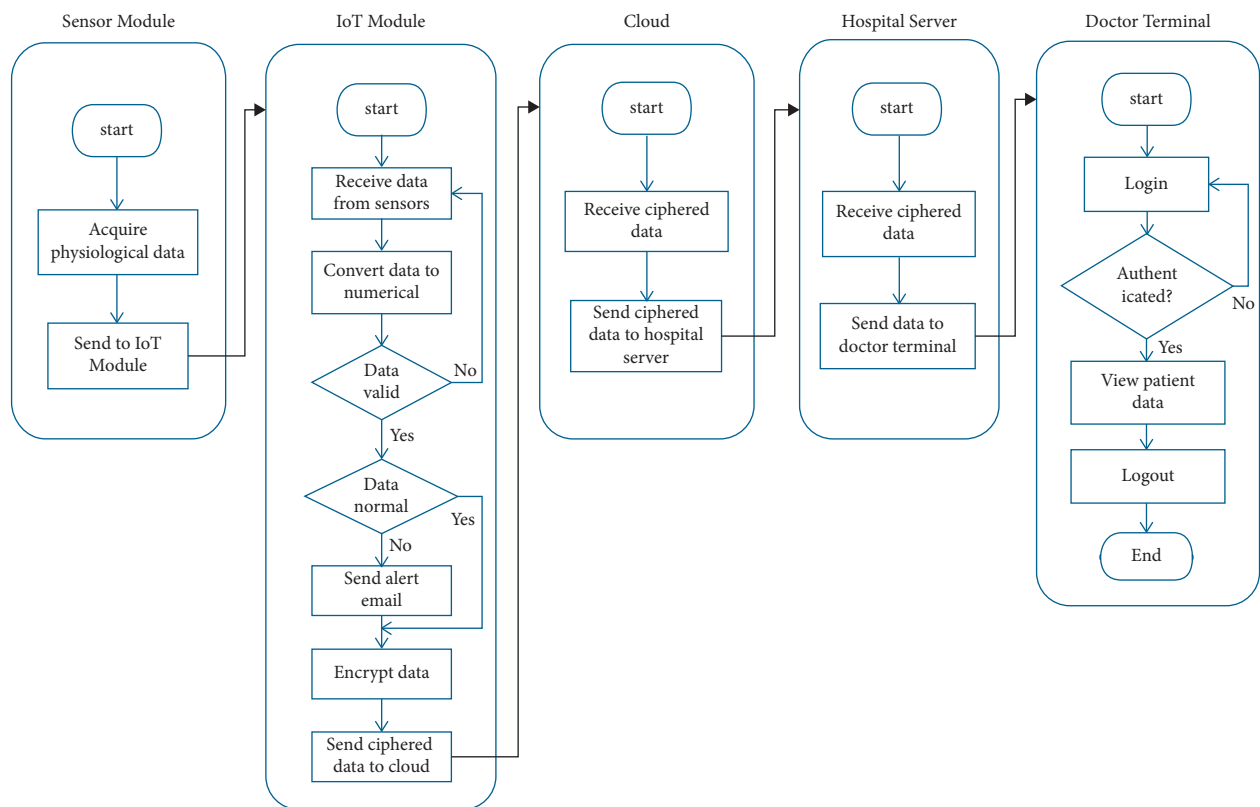 Sensor Module
start
Acquire
physiological data
Send to IoT
Module
IoT Module
start
Receive data
from sensors
Convert data to
numerical
Data
valid
No
Yes
Data
normal
Yes
No
Send alert
email
Encrypt data
Send ciphered
data to cloud
Cloud
start
Receive ciphered
data
Send ciphered
data to hospital
server
Hospital Server
start
Receive ciphered
data
Send data to
doctor terminal
Doctor Terminal
start
Login
Authent
icated?
No
Yes
View patient
data
Logout
End